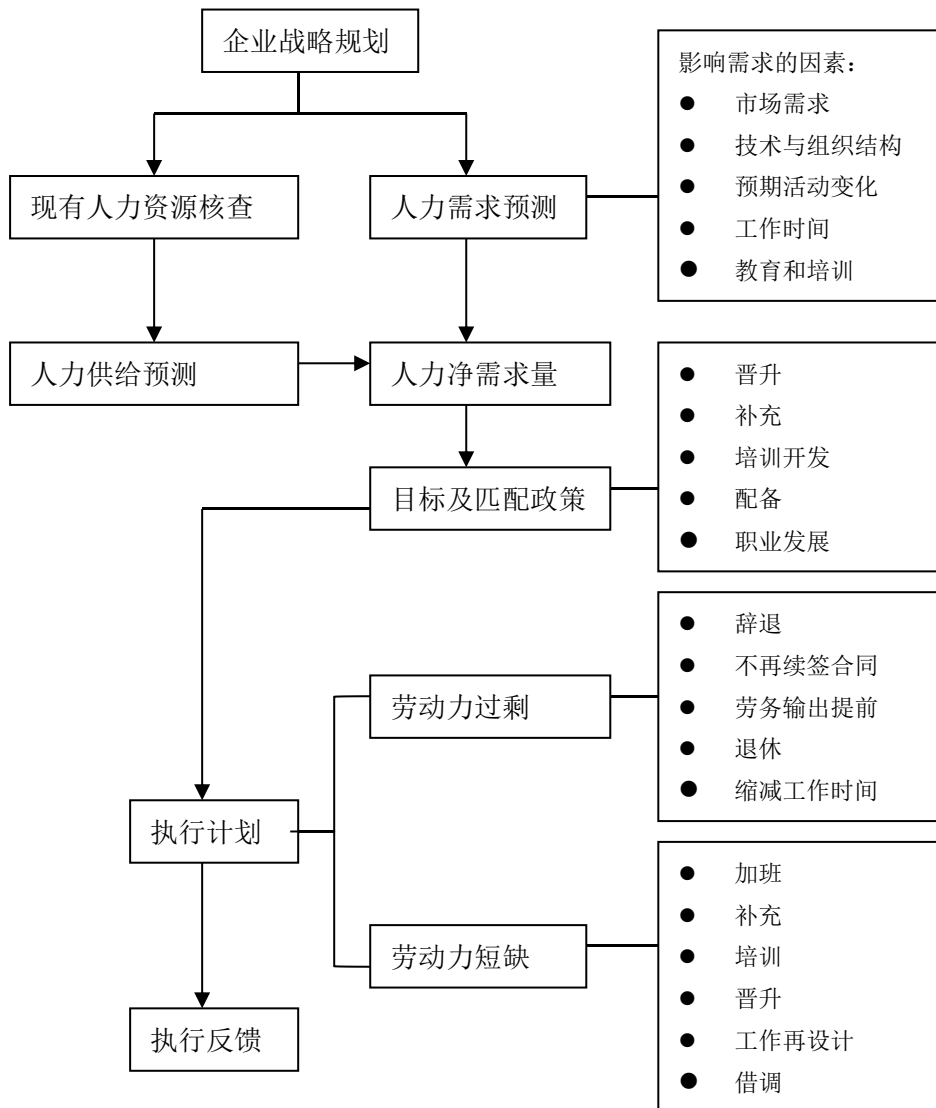 企业战略规划
影响需求的因素：
● 市场需求
● 技术与组织结构
● 预期活动变化
● 工作时间
● 教育和培训
现有人力资源核查
人力需求预测
人力供给预测
人力净需求量
● 晋升
● 补充
● 培训开发
● 配备
● 职业发展
目标及匹配政策
● 辞退
● 不再续签合同
● 劳务输出提前
● 退休
● 缩减工作时间
劳动力过剩
执行计划
● 加班
● 补充
● 培训
● 晋升
● 工作再设计
● 借调
劳动力短缺
执行反馈